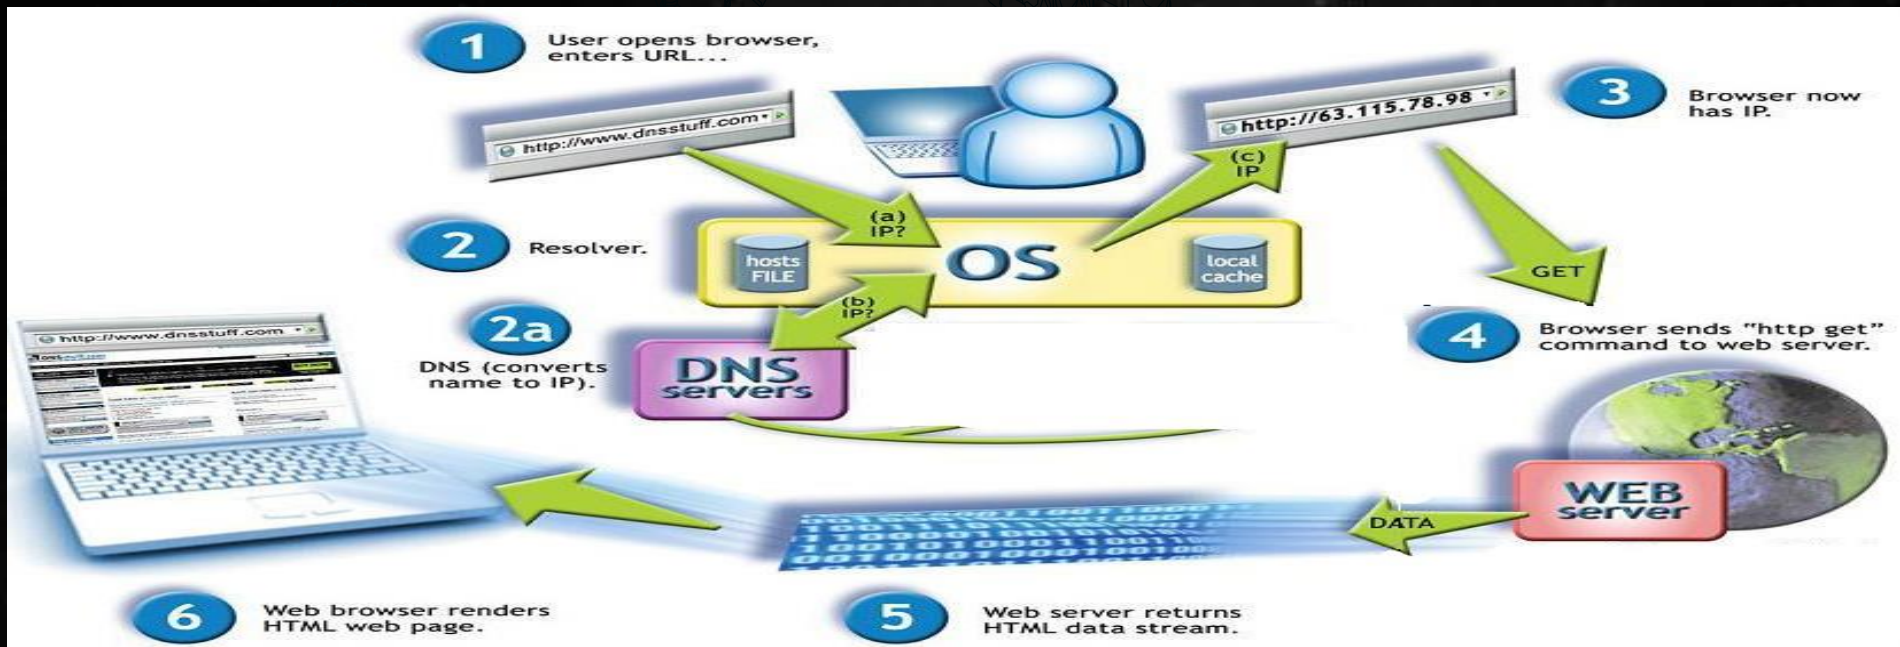 1
User opens browser,
enters URL...
http://www.dnsstuff.com
http://63.115.78.98
3
Browser now
has IP.
(a)
IP?
(c)
IP
2
Resolver.
hosts
FILE
OS
local
cache
GET
(b)
IP?
2a
DNS (converts
name to IP).
DNS
servers
4
Browser sends “http get”
command to web server.
http://www.dnsstuff.com
WEB
server
DATA
6
Web browser renders
HTML web page.
5
Web server returns
HTML data stream.